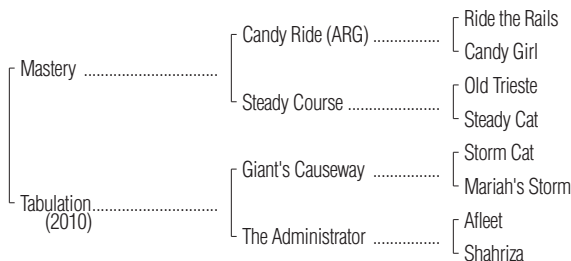 Ride the Rails
Candy Ride (ARG) ................
Candy Girl
Mastery ................................
Old Trieste
Steady Course ......................
Steady Cat
Storm Cat
Giant's Causeway ................
Mariah's Storm
Tabulation..............................
(2010)
Afleet
The Administrator ................
Shahriza